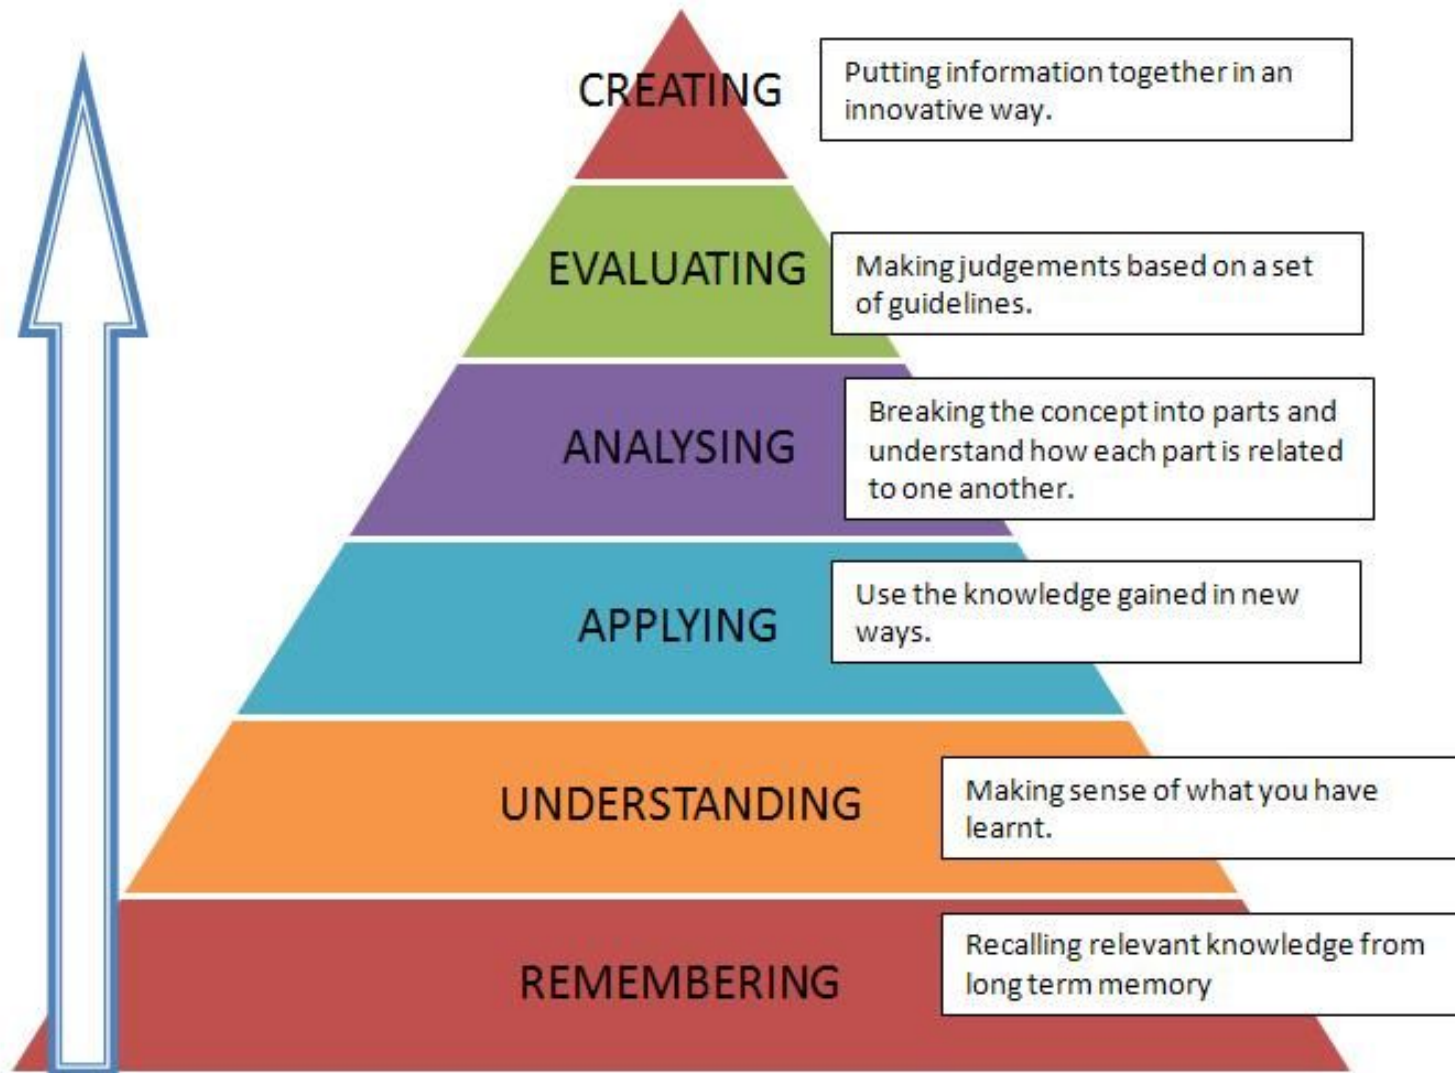 CREATING
Putting information together in an
innovative way.
EVALUATING
Making judgements based on a set
of guidelines.
ANALYSING
Breaking the concept into parts and
understand how each part is related
to one another.
APPLYING
Use the knowledge gained in new
ways.
UNDERSTANDING
Making sense of what you have
learnt.
REMEMBERING
Recalling relevant knowledge from
long term memory